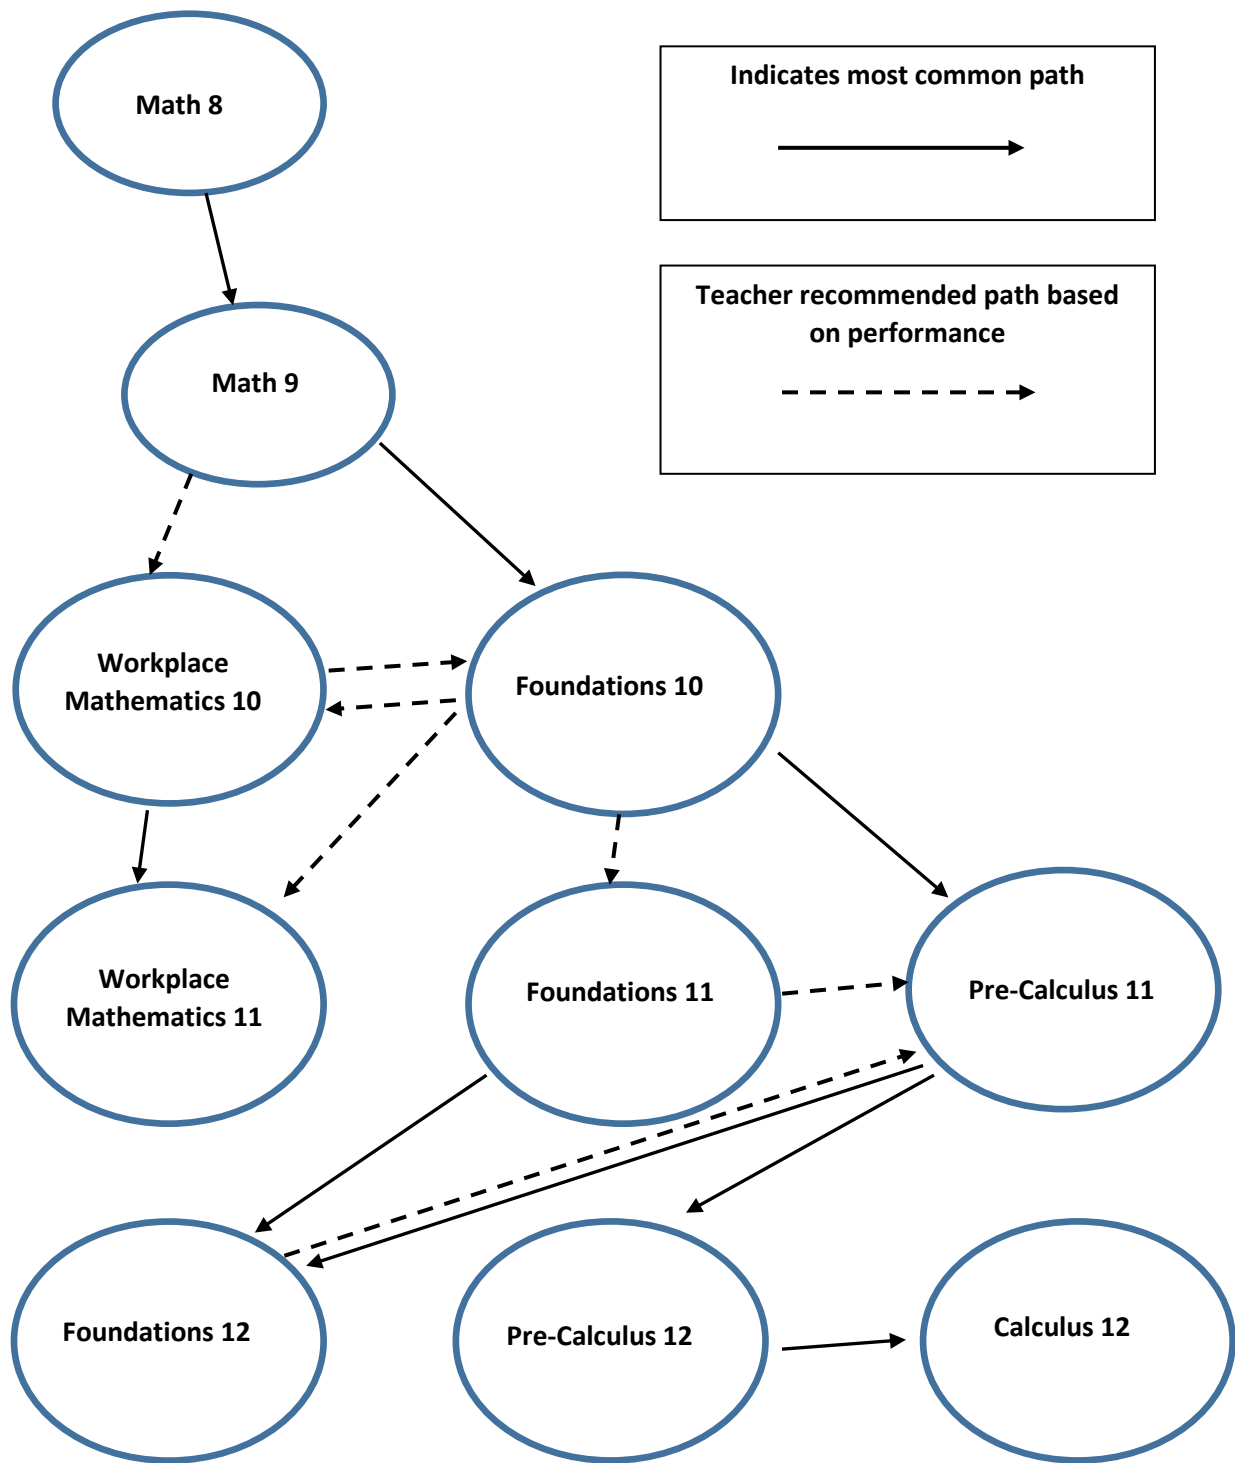 Math 8
Indicates most common path
Teacher recommended path based
on performance
Math 9
Workplace
Mathematics 10
Foundations 10
Workplace
Mathematics 11
Foundations 11
Pre-Calculus 11
Foundations 12
Pre-Calculus 12
Calculus 12